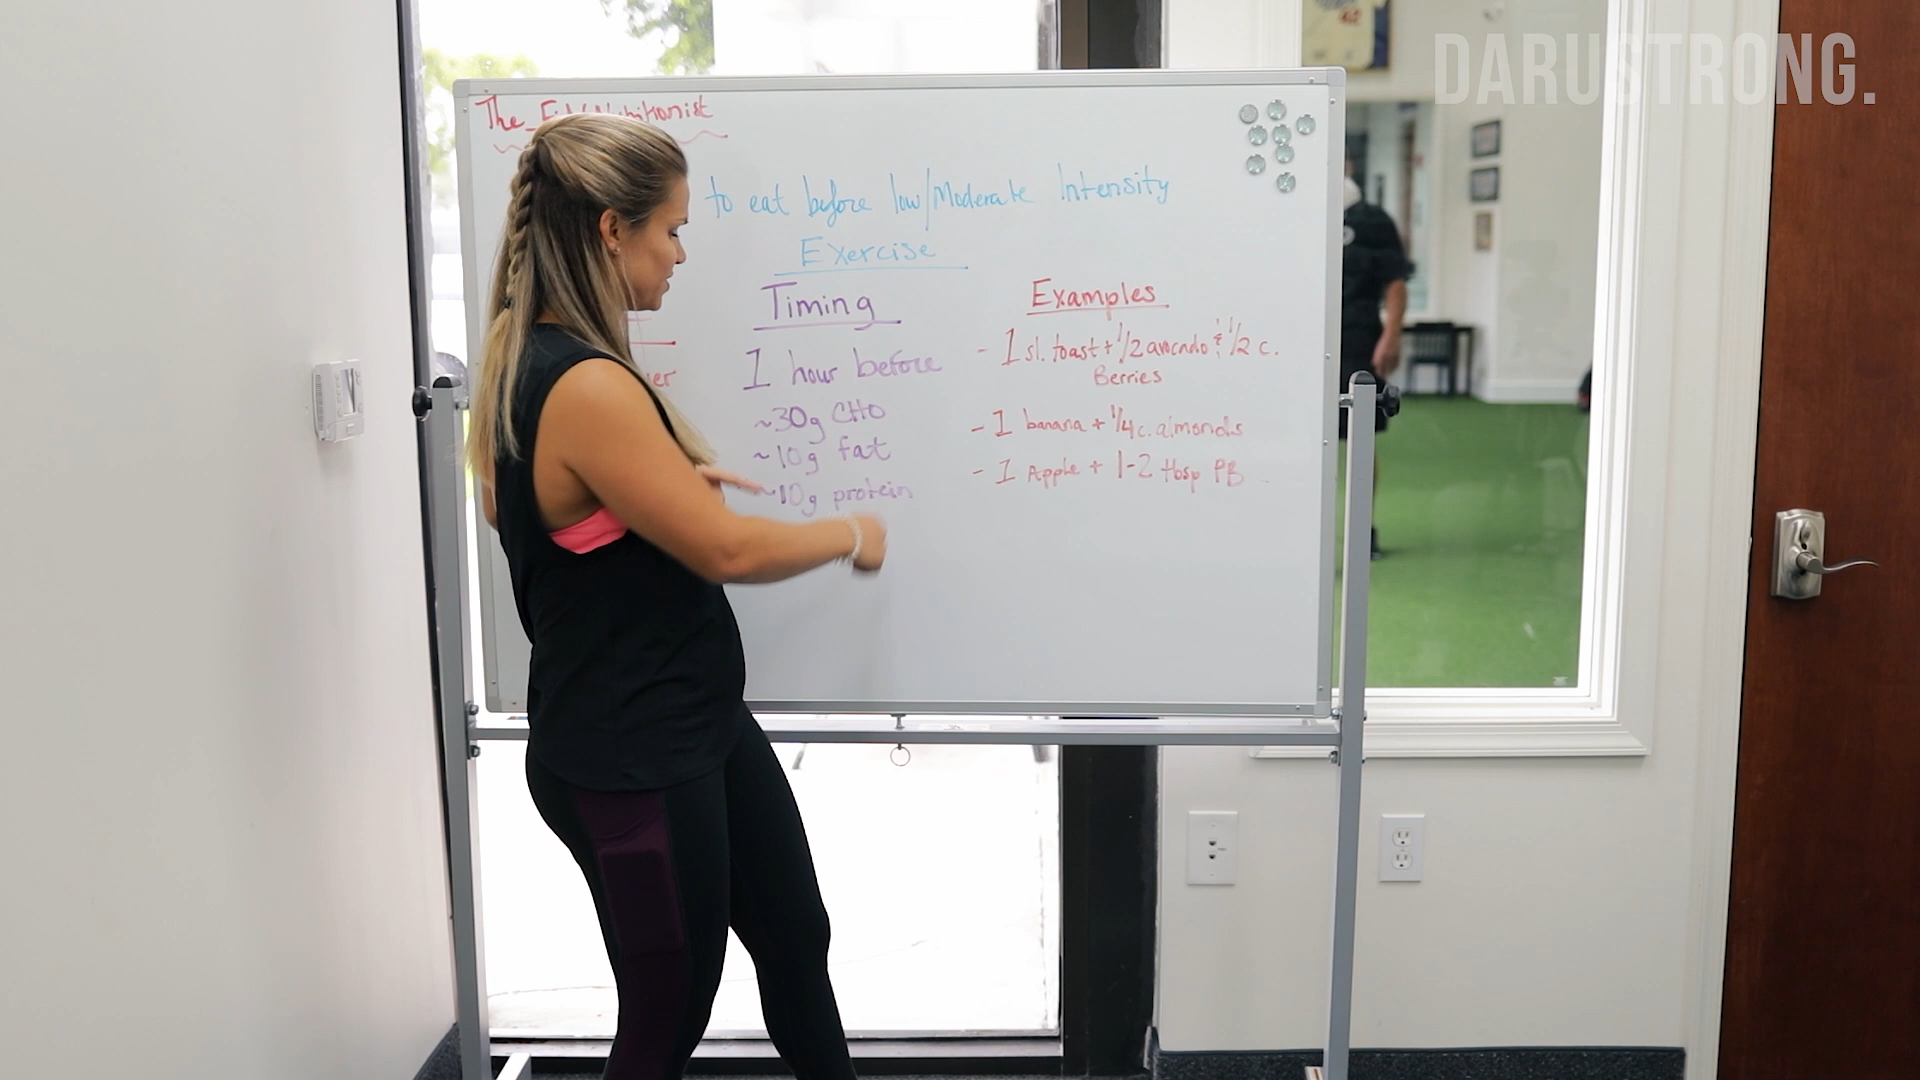 DARUSTRONG.
The Nutritionist
to eat before low/Moderate Intensity
Exercise
Timing
1 hour before
~30g CHO
~10g fat
~10g protein
Examples
- 1 sl. toast + 1/2 avocado & 1/2 c.
Berries
- 1 banana + 1/4 c. almonds
- 1 Apple + 1-2 tbsp PB